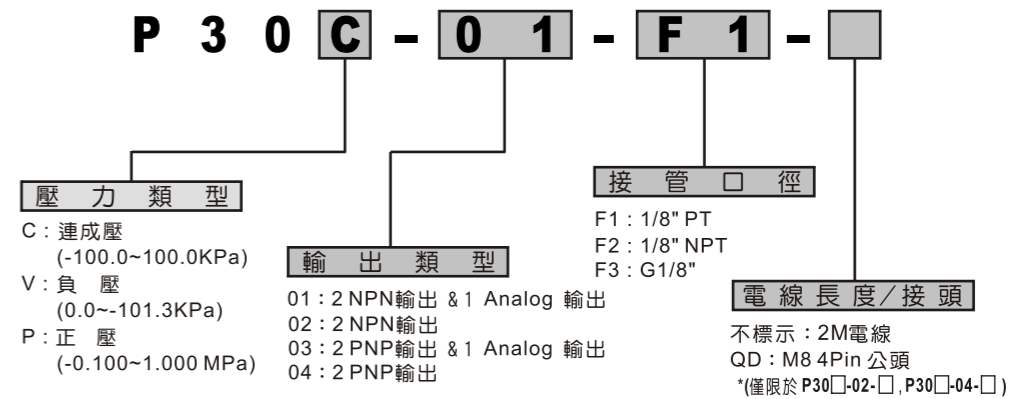 P 3 0 C - 0 1 - F 1 - □
壓力類型
C：連成壓
(-100.0~100.0KPa)
V：負 壓
(0.0~-101.3KPa)
P：正 壓
(-0.100~1.000 MPa)
輸出類型
01：2 NPN輸出 & 1 Analog 輸出
02：2 NPN輸出
03：2 PNP輸出 & 1 Analog 輸出
04：2 PNP輸出
接管口徑
F1：1/8" PT
F2：1/8" NPT
F3：G1/8"
電線長度/接頭
不標示：2M電線
QD：M8 4Pin 公頭
*(僅限於 P30□-02-□, P30□-04-□)